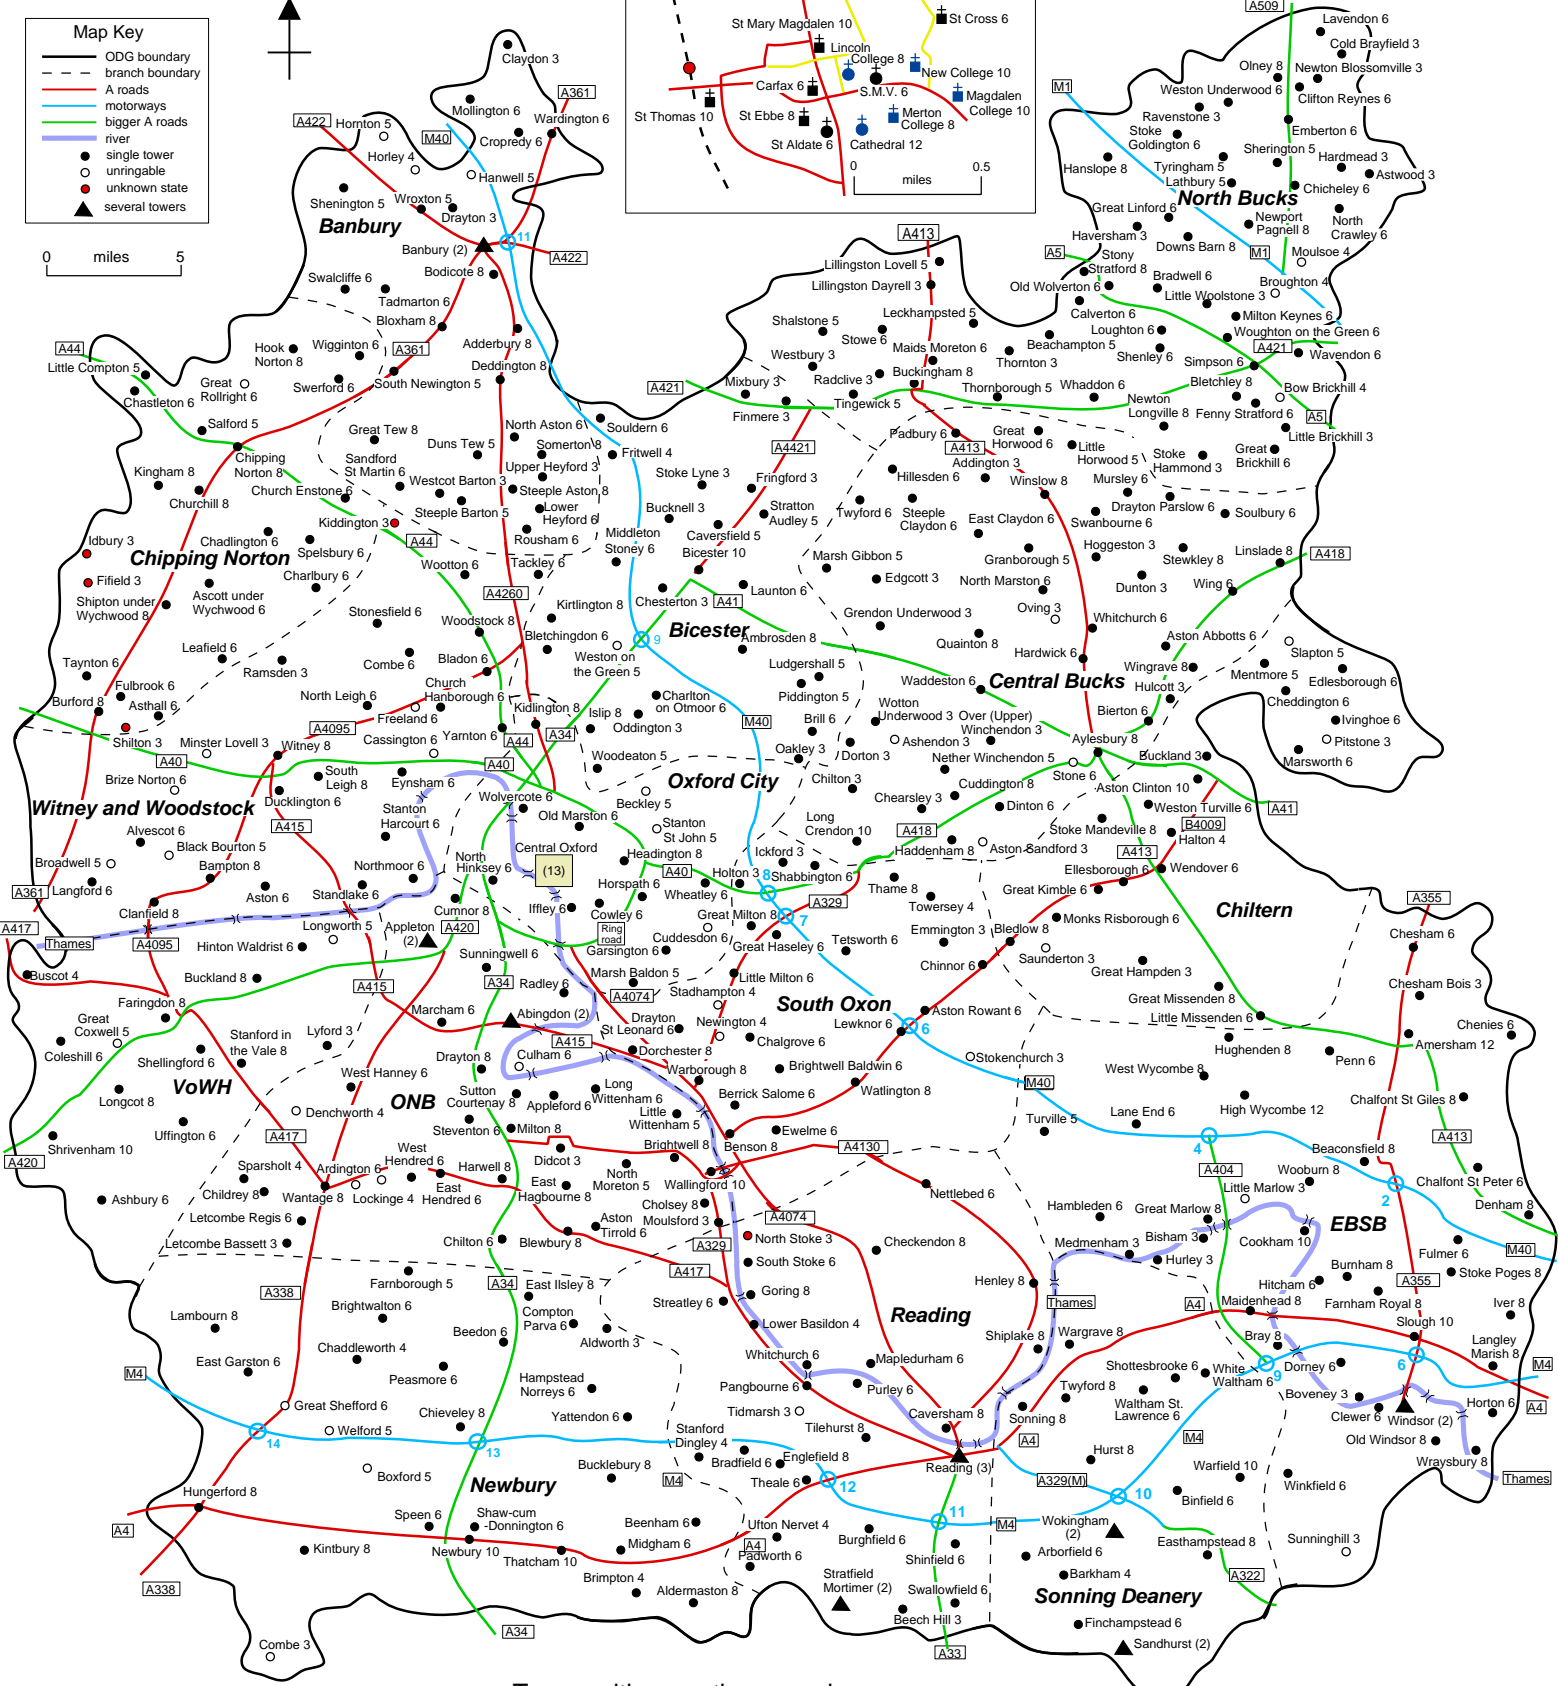 Map Key
ODG boundary
branch boundary
A roads
motorways
bigger A roads
river
single tower
unringable
unknown state
several towers
0 miles 5
St Mary Magdalen 10
St Cross 6
Lincoln
College 8
New College 10
Carfax 6
S.M.V. 6
Magdalen
College 10
St Thomas 10
St Ebbe 8
Merton
College 8
St Aldate 6
Cathedral 12
0 0.5
miles
Claydon 3
Mollington 6
A361
Wardington 6
A422
Hornton 5
M40
Cropredy 6
Horley 4
Hanwell 5
Shenington 5
Wroxton 5
Drayton 3
Banbury
Banbury (2)
11
A422
Bodicote 8
Swalcliffe 6
Tadmarton 6
Bloxham 8
Wigginton 6
A361
Adderbury 8
Hook
Norton 8
Deddington 8
A44
Little Compton 5
Great
Rollright 6
Swerford 6
South Newington 5
Chastleton 6
Salford 5
Great Tew 8
North Aston 6
Souldern 6
Duns Tew 5
Somerton 8
Fritwell 4
Chipping
Norton 8
Sandford
St Martin 6
Upper Heyford 3
Kingham 8
Westcot Barton 3
Steeple Aston 8
Church Enstone 6
Churchill 8
Steeple Barton 5
Lower
Heyford 6
Kiddington 3
Rousham 6
Middleton
Stoney 6
Idbury 3
Chadlington 6
A44
Chipping Norton
Spelsbury 6
Wootton 6
Tackley 6
Fifield 3
Charlbury 6
Ascott under
Wychwood 6
Shipton under
Wychwood 8
A4260
Kirtlington 8
Stonesfield 6
Woodstock 8
Bletchingdon 6
9
Leafield 6
Combe 6
Bladon 6
Weston on
the Green 5
Taynton 6
Ramsden 3
Church
Hanborough 6
Fulbrook 6
North Leigh 6
Burford 8
Asthall 6
Freeland 6
Kidlington 8
Islip 8
Charlton
on Otmoor 6
Oddington 3
A4095
Yarnton 6
A44
A34
Shilton 3
Minster Lovell 3
Witney 8
Cassington 6
A40
A40
Woodeaton 5
Brize Norton 6
South
Leigh 8
Eynsham 6
Witney and Woodstock
Ducklington 6
Stanton
Harcourt 6
Wolvercote 6
Beckley 5
Old Marston 6
Stanton
St John 5
Alvescot 6
A415
Black Bourton 5
Broadwell 5
Bampton 8
Northmoor 6
North
Hinksey 6
Central Oxford
(13)
Headington 8
A40
A361
Langford 6
Aston 6
Standlake 6
Horspath 6
Wheatley 6
Clanfield 8
Cumnor 8
Iffley 6
Cowley 6
A417
Thames
A4095
Longworth 5
Appleton
(2)
A420
Ring
road
Hinton Waldrist 6
Garsington 6
Cuddesdon 6
Buscot 4
Buckland 8
Sunningwell 6
A415
A34
Radley 6
Marsh Baldon 5
A4074
Faringdon 8
Marcham 6
Abingdon (2)
Stadhampton 4
Great
Coxwell 5
Drayton
St Leonard 6
Newington 4
Coleshill 6
Stanford in
the Vale 8
Lyford 3
A415
Shellingford 6
Drayton 8
Culham 6
Dorchester 8
Chalgrove 6
VoWH
West Hanney 6
Warborough 8
Longcot 8
ONB
Sutton
Courtenay 8
Long
Wittenham 6
Appleford 6
Berrick Salome 6
Denchworth 4
Little
Wittenham 5
Uffington 6
A417
Steventon 6
Milton 8
Ewelme 6
Shrivenham 10
A420
West
Hendred 6
Didcot 3
Brightwell 8
Benson 8
Sparsholt 4
Ardington 6
Harwell 8
North
Moreton 5
Childrey 8
Wantage 8
Lockinge 4
East
Hendred 6
East
Hagbourne 8
Wallingford 10
Ashbury 6
Cholsey 8
Moulsford 3
A4074
Letcombe Regis 6
Aston
Tirrold 6
Letcombe Bassett 3
Chilton 6
Blewbury 8
A329
North Stoke 3
A417
South Stoke 6
Farnborough 5
A34
East Ilsley 8
Streatley 6
Goring 8
A338
Brightwalton 6
Compton
Parva 6
Lambourn 8
Beedon 6
Aldworth 3
Lower Basildon 4
Chaddleworth 4
East Garston 6
Whitchurch 6
M4
Peasmore 6
Hampstead
Norreys 6
Pangbourne 6
Great Shefford 6
Tidmarsh 3
Yattendon 6
14
Welford 5
Chieveley 8
13
Stanford
Dingley 4
Bradfield 6
Tilehurst 8
Boxford 5
Bucklebury 8
M4
Englefield 8
Theale 6
12
Newbury
Hungerford 8
Speen 6
Shaw-cum
-Donnington 6
A4
Beenham 6
Ufton Nervet 4
Kintbury 8
Newbury 10
Thatcham 10
Midgham 6
A4
Padworth 6
Burghfield 6
A338
Brimpton 4
Aldermaston 8
Stratfield
Mortimer (2)
A34
Combe 3
A509
Lavendon 6
Cold Brayfield 3
Olney 8
Newton Blossomville 3
M1
Weston Underwood 6
Clifton Reynes 6
Ravenstone 3
Stoke
Goldington 6
Emberton 6
Sherington 5
Hanslope 8
Tyringham 5
Hardmead 3
Lathbury 5
Astwood 3
Chicheley 6
North Bucks
Great Linford 6
Newport
Pagnell 8
North
Crawley 6
Haversham 3
Downs Barn 8
A413
A5
M1
Moulsoe 4
Stony
Stratford 8
Lillingston Lovell 5
Bradwell 6
Broughton 4
Lillingston Dayrell 3
Old Wolverton 6
Little Woolstone 3
Calverton 6
Milton Keynes 6
Shalstone 5
Leckhampsted 5
Loughton 6
Woughton on the Green 6
Stowe 6
Beachampton 5
A421
Westbury 3
Maids Moreton 6
Thornton 3
Shenley 6
Wavendon 6
Simpson 6
A421
Mixbury 3
Radclive 3
Buckingham 8
Bletchley 8
Bow Brickhill 4
Thornborough 5
Whaddon 6
Finmere 3
Tingewick 5
Newton
Longville 8
Fenny Stratford 6
A5
A4421
Padbury 6
A413
Great
Horwood 6
Little
Horwood 5
Little Brickhill 3
Stoke
Hammond 3
Great
Brickhill 6
Addington 3
Stoke Lyne 3
Fringford 3
Hillesden 6
Winslow 8
Mursley 6
Bucknell 3
Stratton
Audley 5
Twyford 6
Steeple
Claydon 6
Drayton Parslow 6
Swanbourne 6
Soulbury 6
Caversfield 5
East Claydon 6
Bicester 10
Marsh Gibbon 5
Granborough 5
Hoggeston 3
Stewkley 8
Linslade 8
A418
Edgcott 3
North Marston 6
Dunton 3
Wing 6
Launton 6
Chesterton 3
A41
Oving 3
Bicester
Grendon Underwood 3
Whitchurch 6
Ambrosden 8
Quainton 8
Aston Abbotts 6
Ludgershall 5
Hardwick 6
Slapton 5
Wingrave 8
Mentmore 5
Edlesborough 6
Central Bucks
Piddington 5
Waddeston 6
Hulcott 3
Cheddington 6
M40
Brill 6
Wotton
Underwood 3
Over (Upper)
Winchendon 3
Bierton 6
Ivinghoe 6
Ashendon 3
Aylesbury 8
Pitstone 3
Oakley 3
Dorton 3
Buckland 3
Nether Winchendon 5
Stone 6
Marsworth 6
Oxford City
Chilton 3
Cuddington 8
Aston Clinton 10
Chearsley 3
Dinton 6
Weston Turville 6
A41
Long
Crendon 10
A418
Stoke Mandeville 8
B4009
Halton 4
Ickford 3
Haddenham 8
Aston Sandford 3
A413
8
Holton 3
Shabbington 6
Thame 8
Ellesborough 6
Wendover 6
Great Kimble 6
A329
Great Milton 8
7
Towersey 4
Chiltern
A355
Monks Risborough 6
Great Haseley 6
Tetsworth 6
Emmington 3
Bledlow 8
Chesham 6
Saunderton 3
Little Milton 6
Chinnor 6
Great Hampden 3
South Oxon
Chesham Bois 3
Aston Rowant 6
Great Missenden 8
Little Missenden 6
Lewknor 6
6
Chenies 6
Amersham 12
Stokenchurch 3
Hughenden 8
Penn 6
Brightwell Baldwin 6
M40
West Wycombe 8
Watlington 8
High Wycombe 12
Chalfont St Giles 8
Turville 5
Lane End 6
4
A413
A4130
Beaconsfield 8
A404
Wooburn 8
2
Chalfont St Peter 6
Little Marlow 3
Nettlebed 6
Denham 8
Hambleden 6
Great Marlow 8
EBSB
Checkendon 8
Medmenham 3
Bisham 3
Cookham 10
Fulmer 6
M40
Hurley 3
Henley 8
Hitcham 6
Burnham 8
A355
Stoke Poges 8
Thames
A4
Maidenhead 8
Farnham Royal 8
Iver 8
Reading
Slough 10
Shiplake 8
Wargrave 8
Bray 8
Langley
Marish 8
Mapledurham 6
Shottesbrooke 6
White
Waltham 6
9
Dorney 6
6
M4
Purley 6
Twyford 8
Waltham St.
Lawrence 6
Boveney 3
A4
Caversham 8
Sonning 8
Clewer 6
Windsor (2)
Horton 6
A4
M4
Old Windsor 8
Reading (3)
Hurst 8
Wraysbury 8
Warfield 10
A329(M)
Thames
Winkfield 6
10
11
Binfield 6
M4
Wokingham
(2)
Easthampstead 8
Sunninghill 3
Shinfield 6
Arborfield 6
Barkham 4
A322
Swallowfield 6
Sonning Deanery
Beech Hill 3
Finchampstead 6
A33
Sandhurst (2)